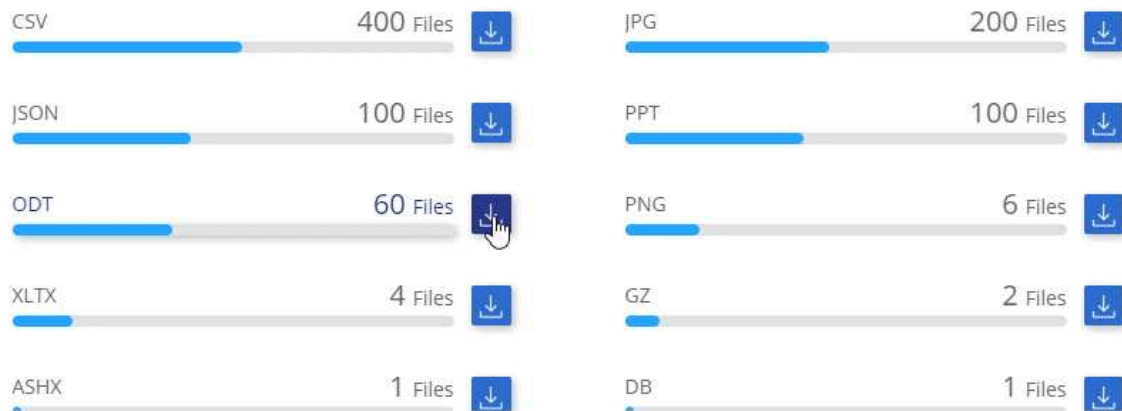 CSV 400 Files JPG 200 Files
JSON 100 Files PPT 100 Files
ODT 60 Files PNG 6 Files
XLTX 4 Files GZ 2 Files
ASHX 1 Files DB 1 Files